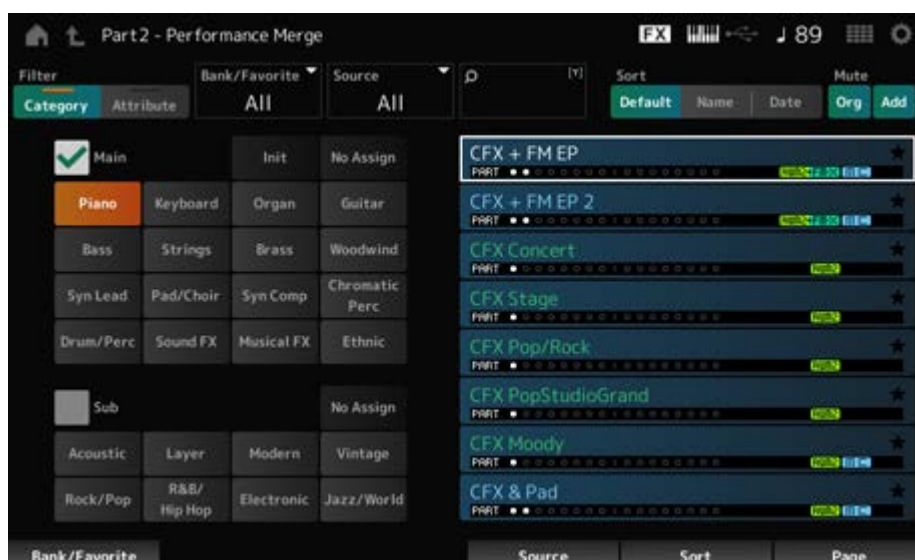 Part2 - Performance Merge
FX
89
Filter
Category
Attribute
Bank/Favorite
All
Source
All
[Y]
Sort
Default
Name
Date
Mute
Org
Add
Main
Init
No Assign
Piano
Keyboard
Organ
Guitar
Bass
Strings
Brass
Woodwind
Syn Lead
Pad/Choir
Syn Comp
Chromatic
Perc
Drum/Perc
Sound FX
Musical FX
Ethnic
Sub
No Assign
Acoustic
Layer
Modern
Vintage
Rock/Pop
R&B/
Hip Hop
Electronic
Jazz/World
CFX + FM EP
PART
CFX + FM EP 2
PART
CFX Concert
PART
CFX Stage
PART
CFX Pop/Rock
PART
CFX PopStudioGrand
PART
CFX Moody
PART
CFX & Pad
PART
Bank/Favorite
Source
Sort
Page